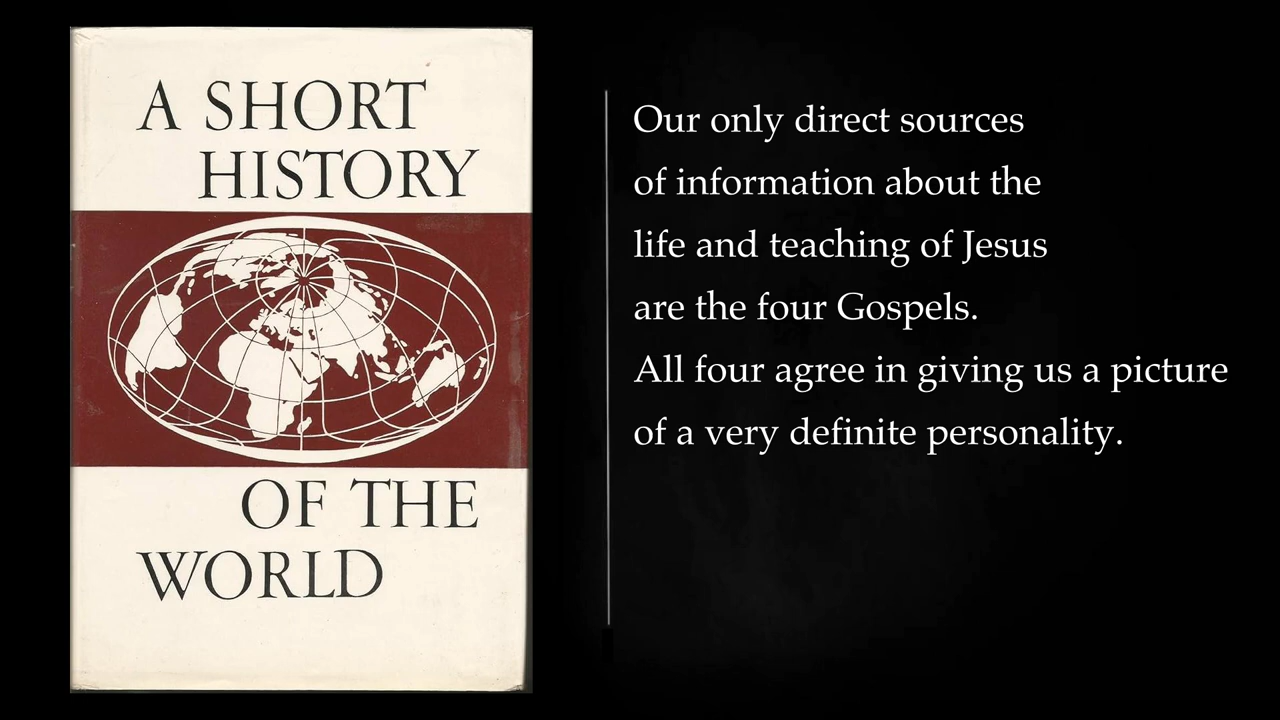 A SHORT
HISTORY
OF THE
WORLD
Our only direct sources
of information about the
life and teaching of Jesus
are the four Gospels.
All four agree in giving us a picture
of a very definite personality.